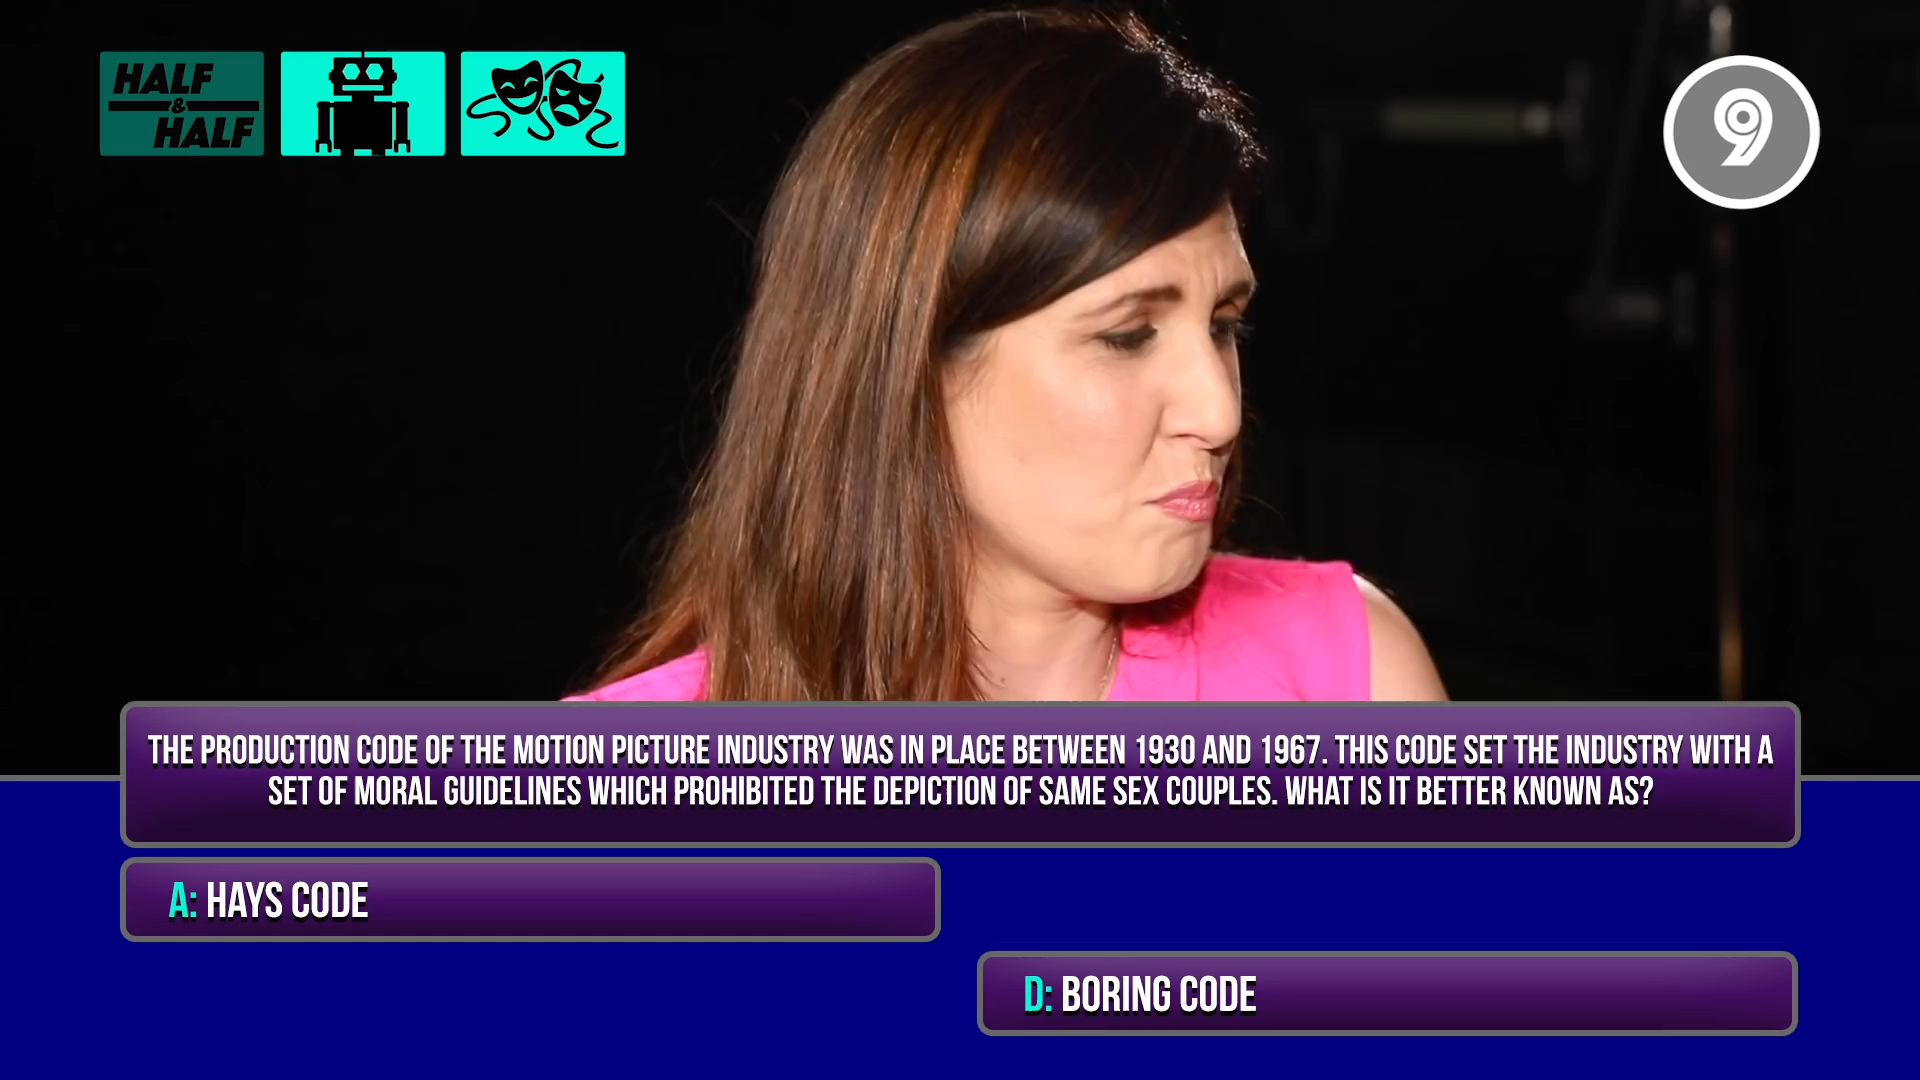 HALF
&
HALF
9
THE PRODUCTION CODE OF THE MOTION PICTURE INDUSTRY WAS IN PLACE BETWEEN 1930 AND 1967. THIS CODE SET THE INDUSTRY WITH A
SET OF MORAL GUIDELINES WHICH PROHIBITED THE DEPICTION OF SAME SEX COUPLES. WHAT IS IT BETTER KNOWN AS?
A: HAYS CODE
D: BORING CODE